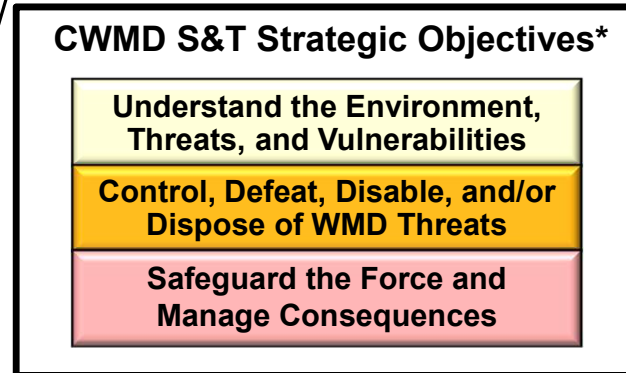 CWMD S&T Strategic Objectives*
Understand the Environment,
Threats, and Vulnerabilities
Control, Defeat, Disable, and/or
Dispose of WMD Threats
Safeguard the Force and
Manage Consequences